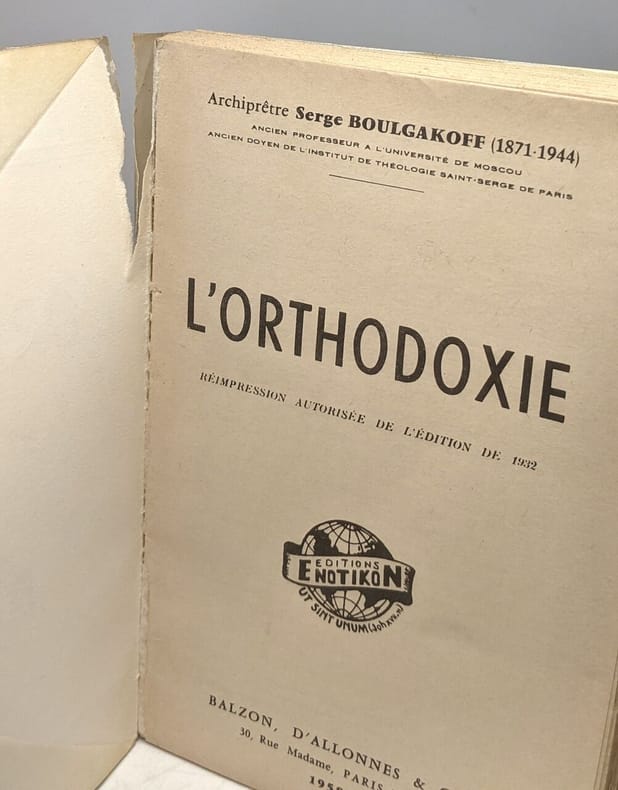 Archiprêtre Serge BOULGAKOFF (1871-1944)
ANCIEN PROFESSEUR A L'UNIVERSITÉ DE MOSCOU
ANCIEN DOYEN DE L'INSTITUT DE THÉOLOGIE SAINT-SERGE DE PARIS
L'ORTHODOXIE
RÉIMPRESSION AUTORISÉE DE L'ÉDITION DE 1932
EDITIONS
ENOTIKON
UT SINT UNUM
BALZON, D'ALLONNES &
30, Rue Madame, PARIS